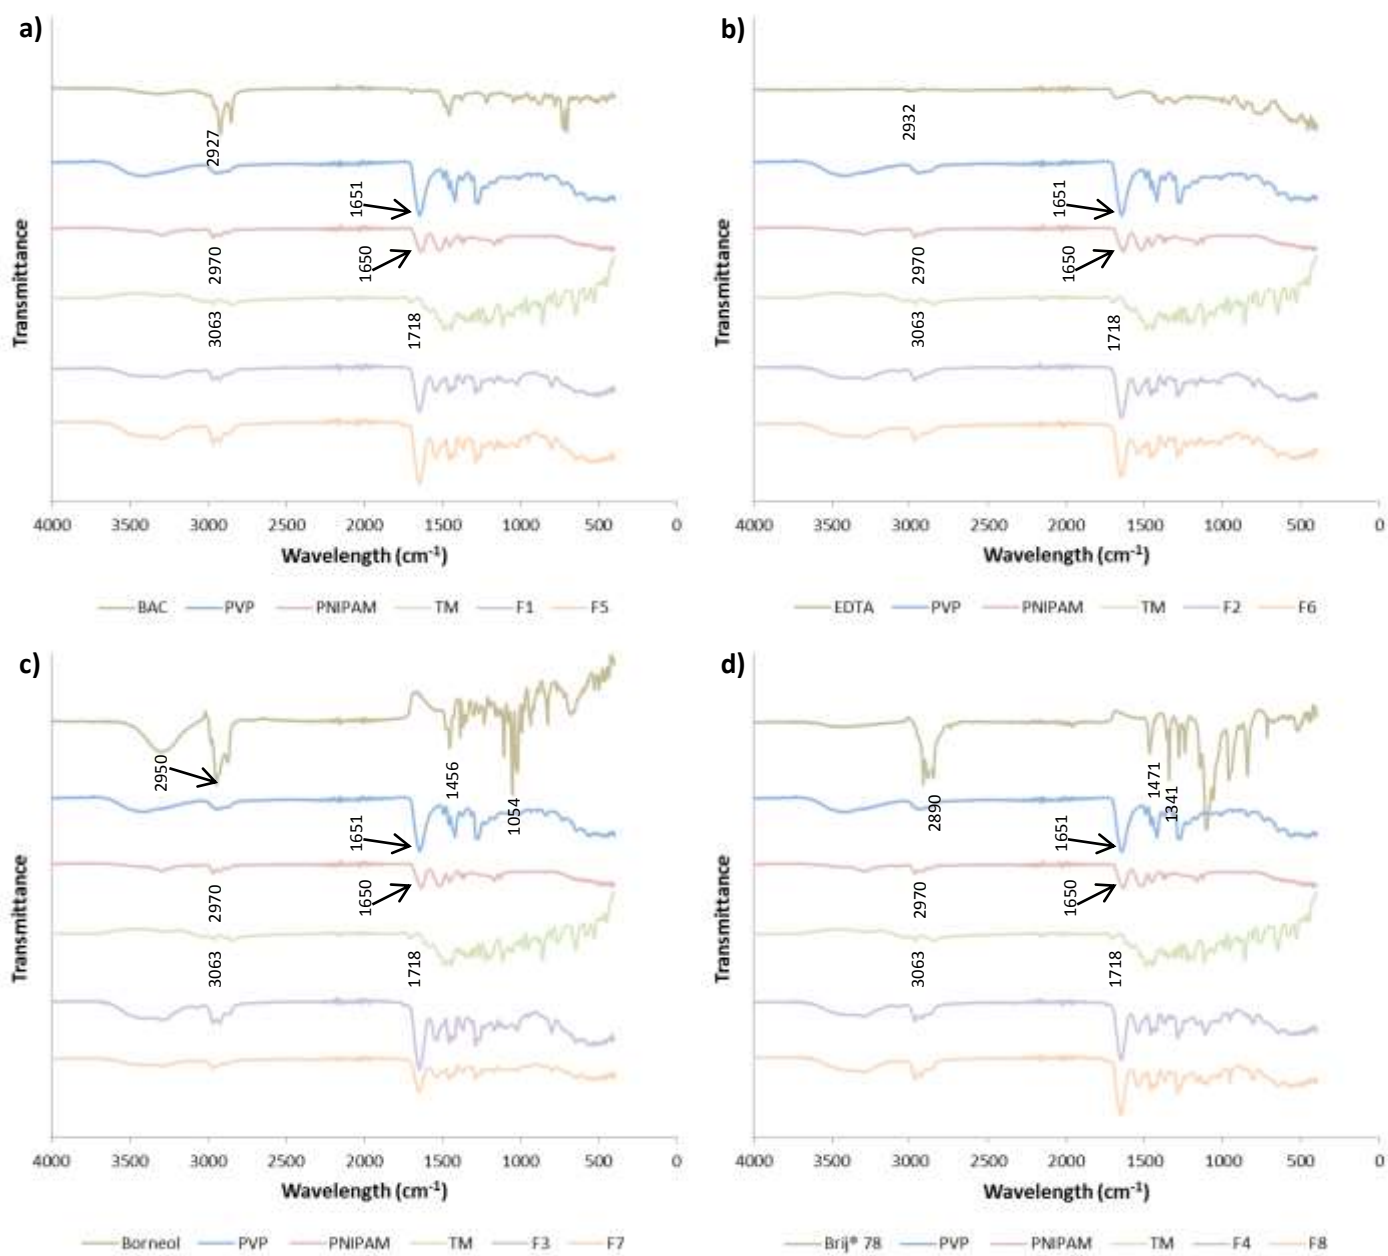 a)
2927
1651
1650
2970
3063
1718
Transmittance
4000 3500 3000 2500 2000 1500 1000 500 0
Wavelength (cm-1)
BAC PVP PNIPAM TM F1 F5
b)
2932
1651
1650
2970
3063
1718
Transmittance
4000 3500 3000 2500 2000 1500 1000 500 0
Wavelength (cm-1)
EDTA PVP PNIPAM TM F2 F6
c)
2950
1456
1054
1651
1650
2970
3063
1718
Transmittance
4000 3500 3000 2500 2000 1500 1000 500 0
Wavelength (cm-1)
Borneol PVP PNIPAM TM F3 F7
d)
2890
1471
1341
1651
1650
2970
3063
1718
Transmittance
4000 3500 3000 2500 2000 1500 1000 500 0
Wavelength (cm-1)
Brij® 78 PVP PNIPAM TM F4 F8